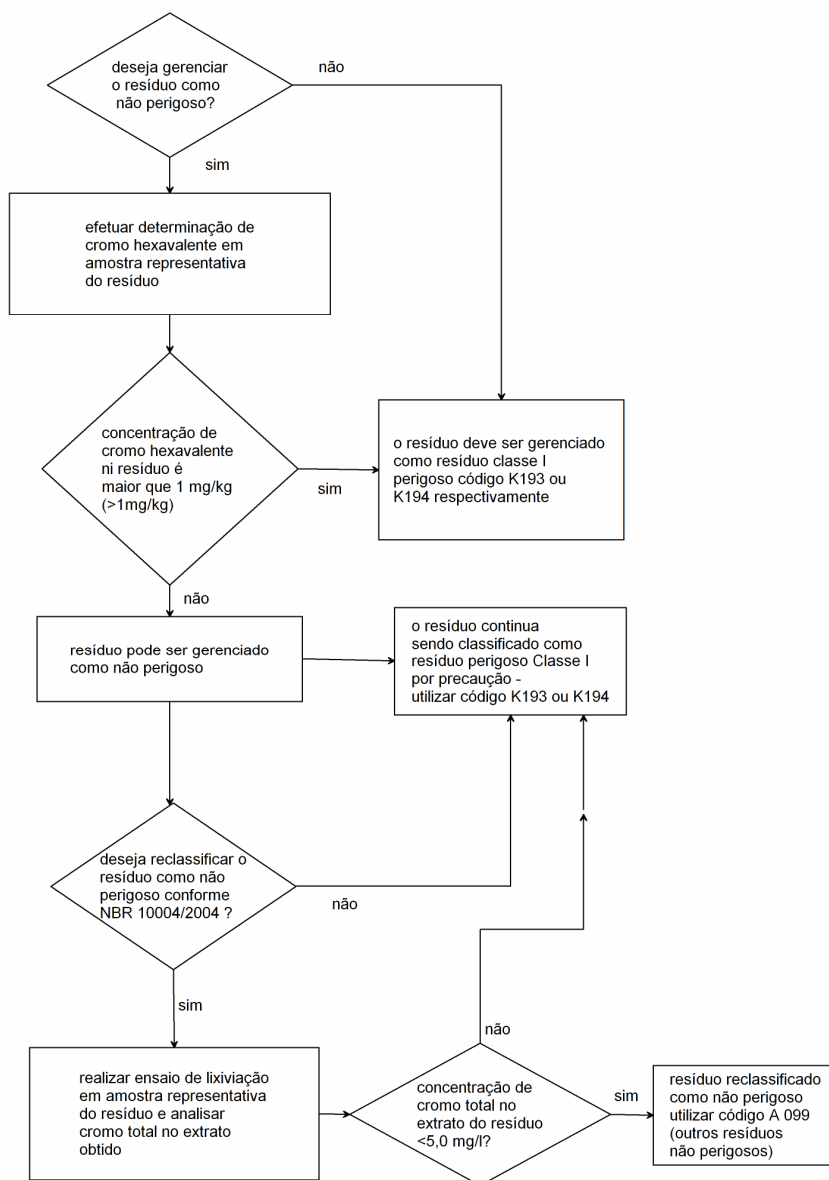 deseja gerenciar
o resíduo como
não perigoso?
não
sim
efetuar determinação de
cromo hexavalente em
amostra representativa
do resíduo
concentração de
cromo hexavalente
ni resíduo é
maior que 1 mg/kg
(>1mg/kg)
sim
o resíduo deve ser gerenciado
como resíduo classe I
perigoso código K193 ou
K194 respectivamente
não
resíduo pode ser gerenciado
como não perigoso
o resíduo continua
sendo classificado como
resíduo perigoso Classe I
por precaução -
utilizar código K193 ou K194
deseja reclassificar o
resíduo como não
perigoso conforme
NBR 10004/2004 ?
não
sim
realizar ensaio de lixiviação
em amostra representativa
do resíduo e analisar
cromo total no extrato
obtido
não
concentração de
cromo total no
extrato do resíduo
<5,0 mg/l?
sim
resíduo reclassificado
como não perigoso
utilizar código A 099
(outros resíduos
não perigosos)